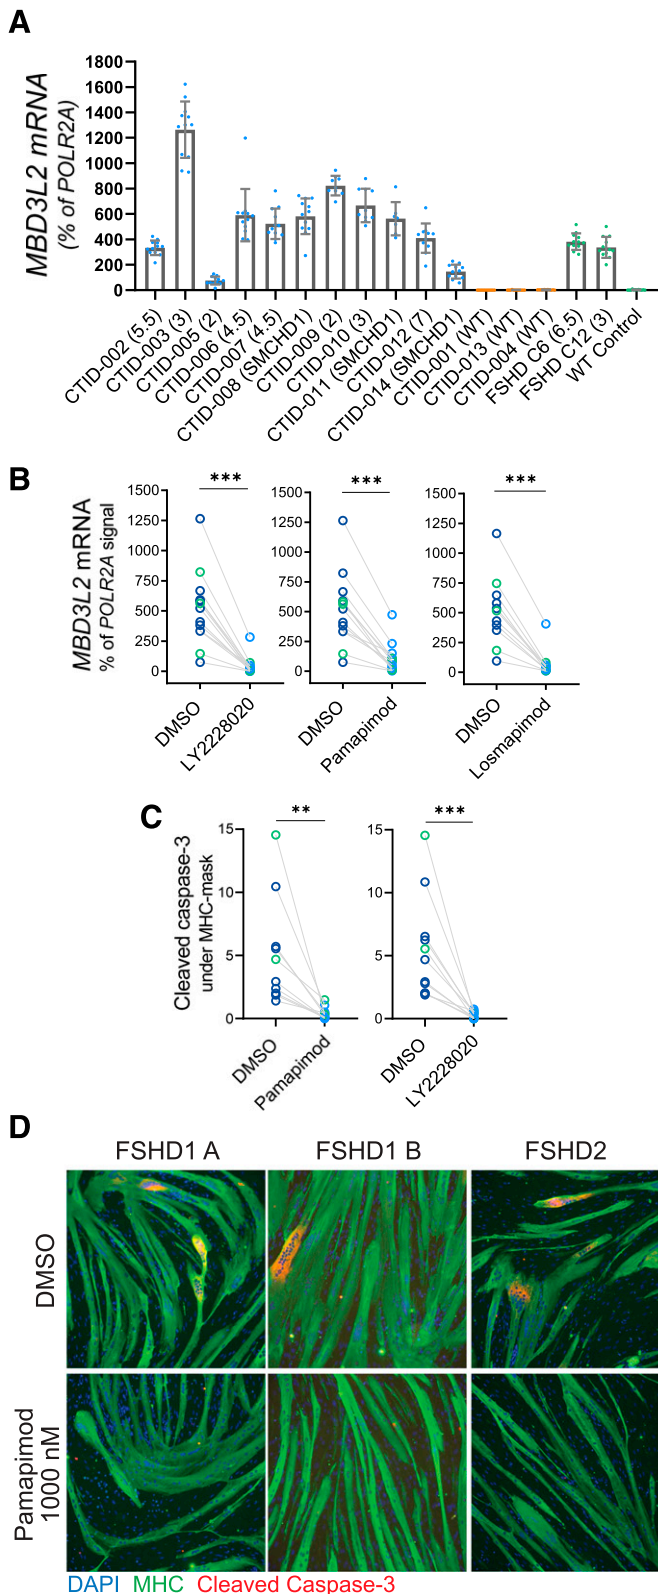 A
MBD3L2 mRNA
(% of POLR2A)
1800
1600
1400
1200
1000
800
600
400
200
0
CTID-002 (5.5)
CTID-003 (3)
CTID-005 (2)
CTID-006 (4.5)
CTID-007 (4.5)
CTID-008 (SMCHD1)
CTID-009 (2)
CTID-010 (3)
CTID-011 (SMCHD1)
CTID-012 (7)
CTID-014 (SMCHD1)
CTID-001 (WT)
CTID-013 (WT)
CTID-004 (WT)
FSHD C6 (6.5)
FSHD C12 (3)
WT Control
B
MBD3L2 mRNA
% of POLR2A signal
1500
1250
1000
750
500
250
0
***
DMSO
LY2228020
1500
1250
1000
750
500
250
0
***
DMSO
Pamapimod
1500
1250
1000
750
500
250
0
***
DMSO
Losmapimod
C
Cleaved caspase-3
under MHC-mask
15
10
5
0
**
DMSO
Pamapimod
15
10
5
0
***
DMSO
LY2228020
D
FSHD1 A FSHD1 B FSHD2
DMSO
Pamapimod
1000 nM
DAPI MHC Cleaved Caspase-3